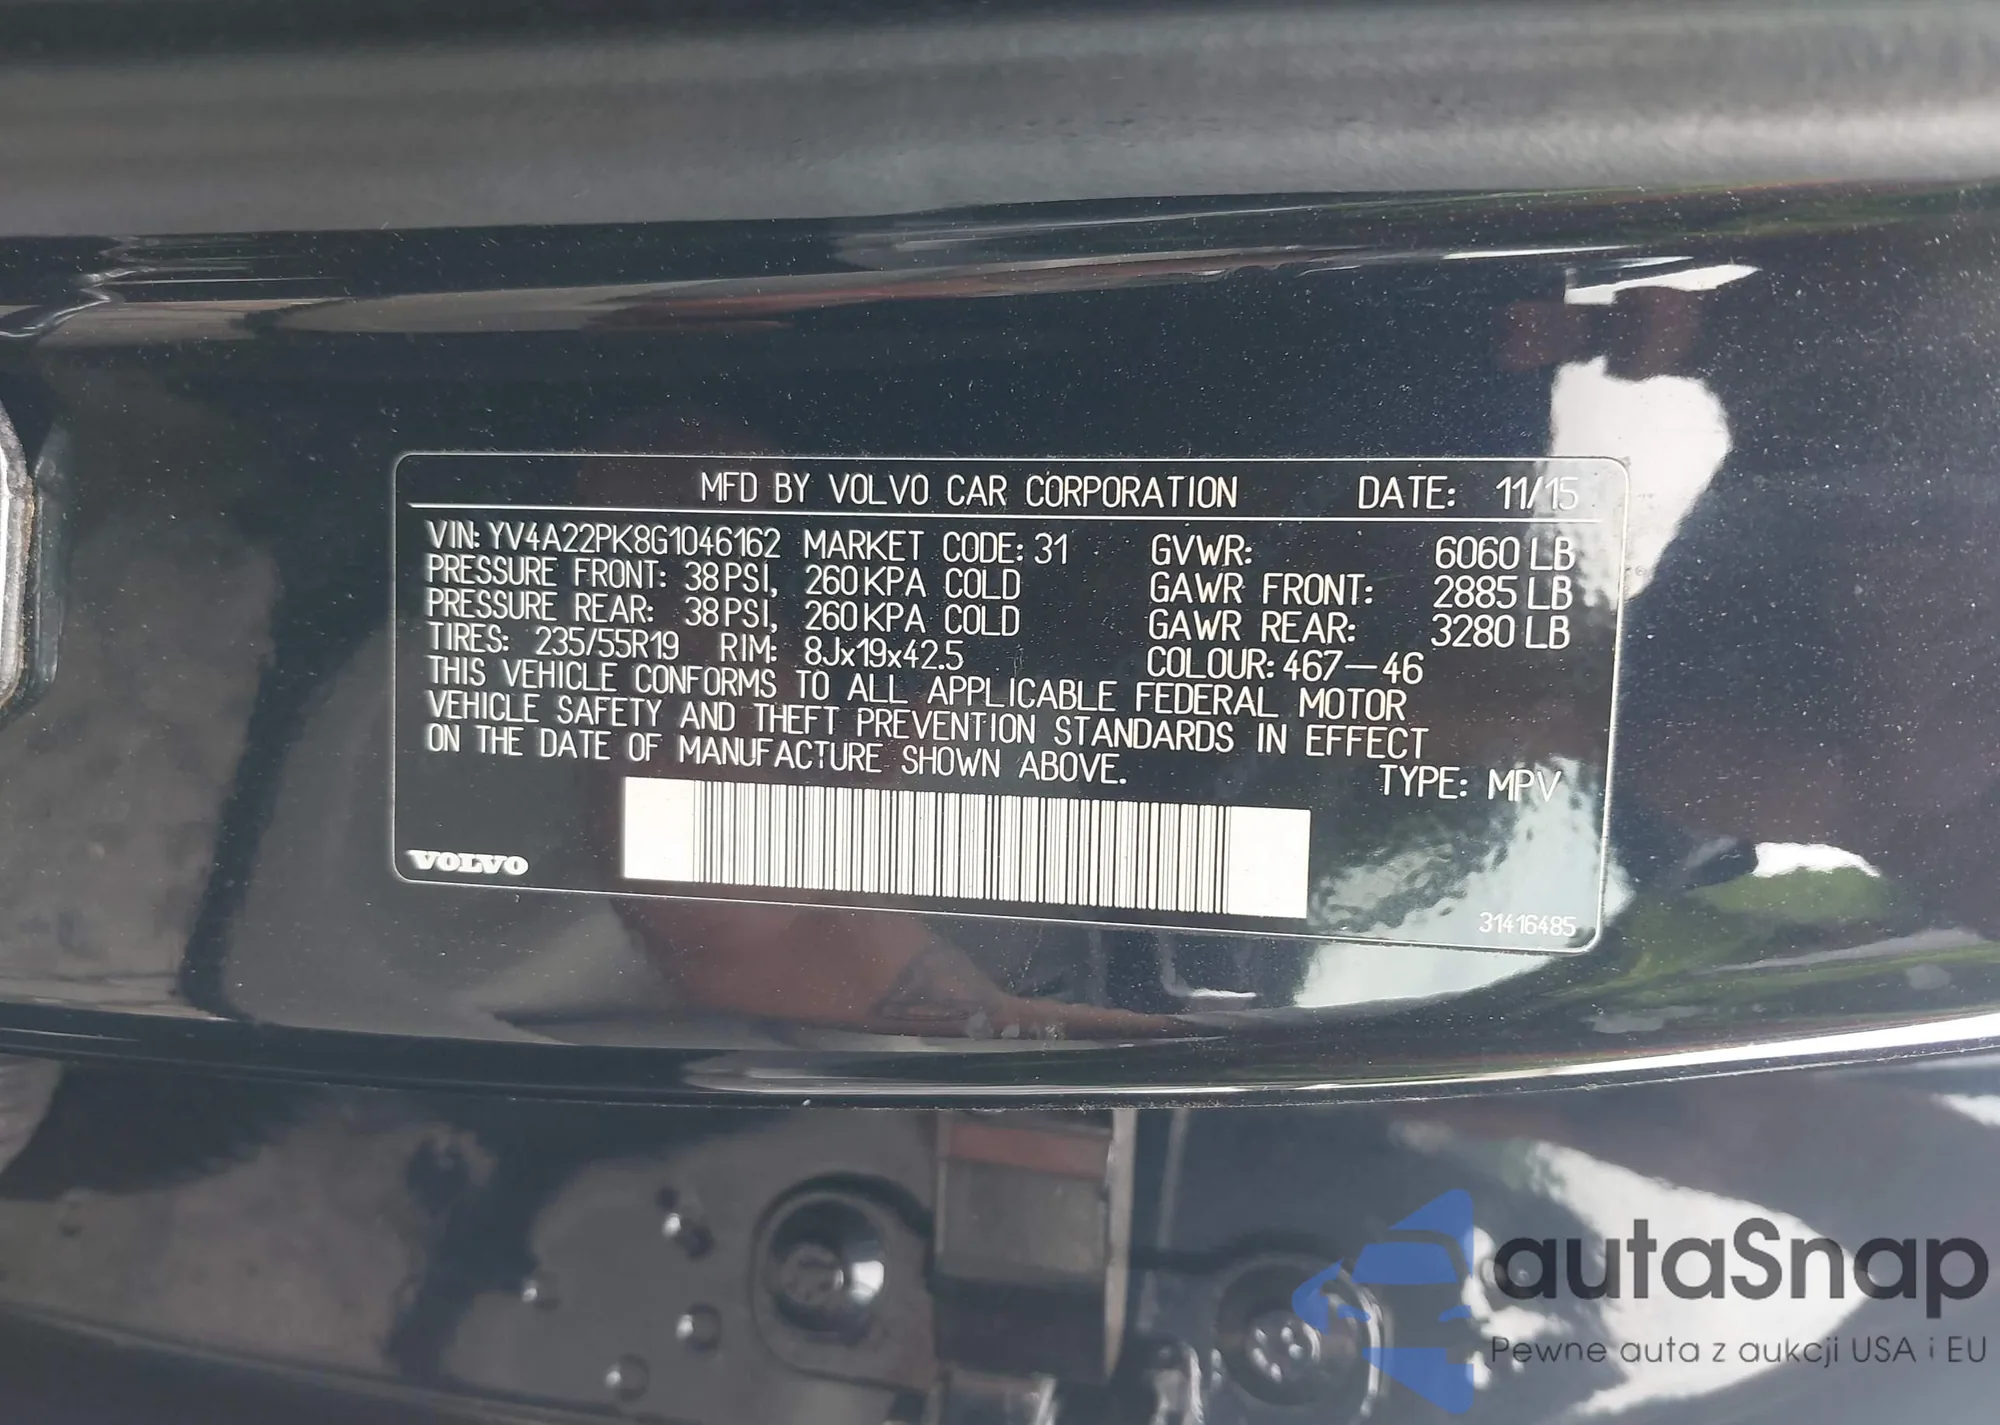 MFD BY VOLVO CAR CORPORATION DATE: 11/15
VIN: YV4A22PK8G1046162 MARKET CODE: 31 GVWR: 6060 LB
PRESSURE FRONT: 38 PSI, 260 KPA COLD GAWR FRONT: 2885 LB
PRESSURE REAR: 38 PSI, 260 KPA COLD GAWR REAR: 3280 LB
TIRES: 235/55R19 RIM: 8Jx19x42.5 COLOUR: 467-46
THIS VEHICLE CONFORMS TO ALL APPLICABLE FEDERAL MOTOR
VEHICLE SAFETY AND THEFT PREVENTION STANDARDS IN EFFECT
ON THE DATE OF MANUFACTURE SHOWN ABOVE.
TYPE: MPV
VOLVO
31416485
autaSnap
Pewne auta z aukcji USA i EU